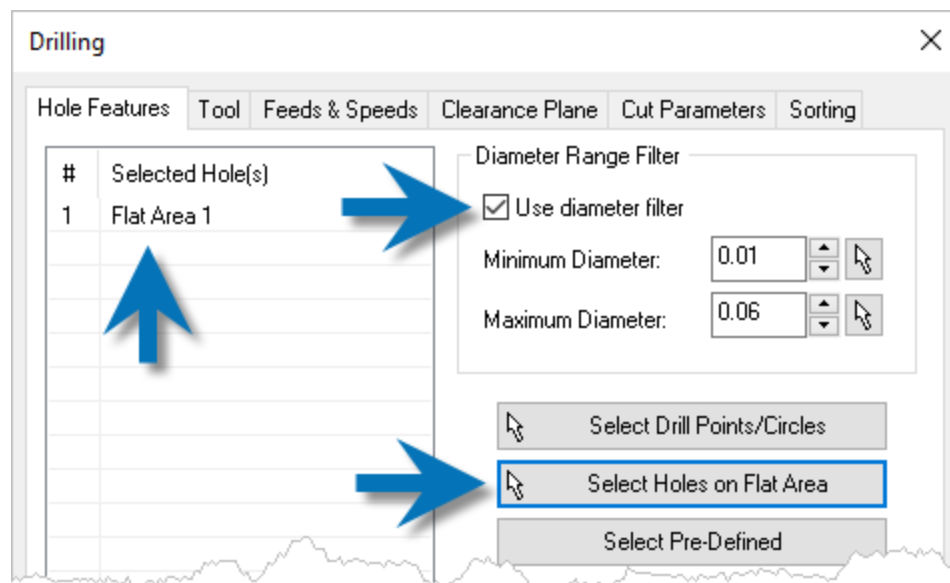 Drilling
Hole Features Tool Feeds & Speeds Clearance Plane Cut Parameters Sorting
# Selected Hole(s)
1 Flat Area 1
Diameter Range Filter
Use diameter filter
Minimum Diameter: 0.01
Maximum Diameter: 0.06
Select Drill Points/Circles
Select Holes on Flat Area
Select Pre-Defined